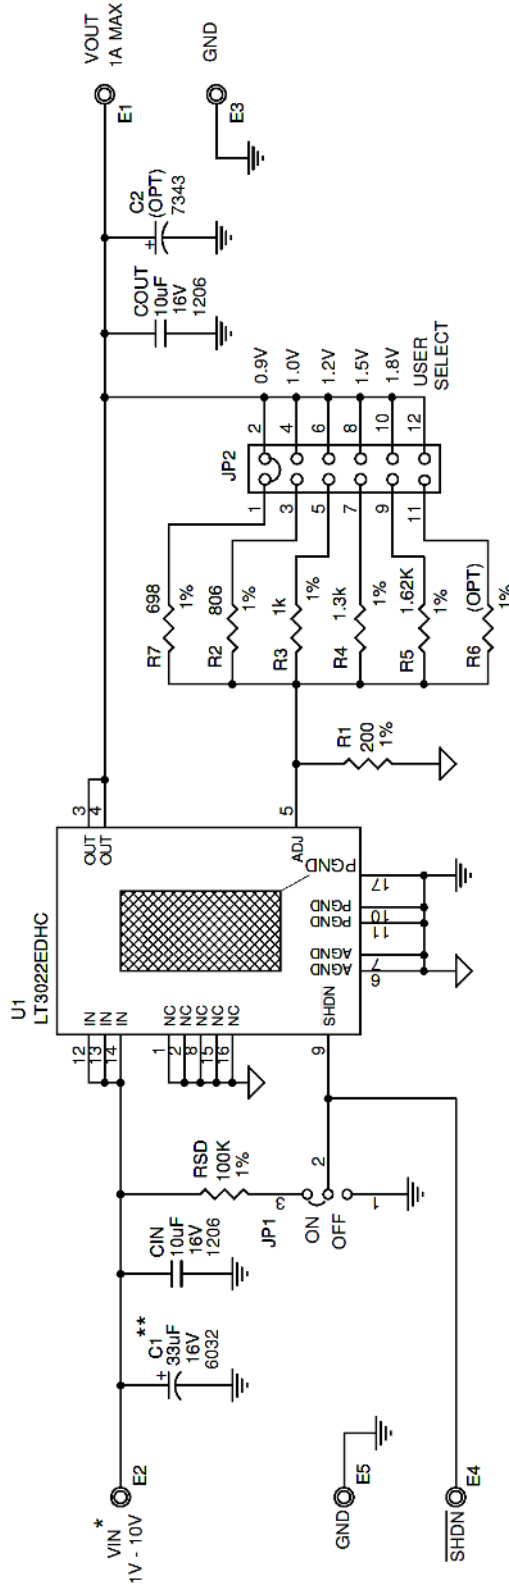 U1
LT3022EDHC
*
VIN
1V - 10V
E2
**
C1
33uF
16V
6032
+
CIN
10uF
16V
1206
RSD
100K
1%
JP1
3
2
1
ON
OFF
GND
E5
SHDN
E4
12
13
14
IN
IN
IN
1
2
8
15
16
NC
NC
NC
NC
NC
9
SHDN
OUT
OUT
3
4
ADJ
5
PGND
17
PGND
10
PGND
11
AGND
7
AGND
6
R1
200
1%
R7
698
1%
R2
806
1%
R3
1k
1%
R4
1.3k
1%
R5
1.62K
1%
R6
(OPT)
1%
JP2
1
2
0.9V
3
4
1.0V
5
6
1.2V
7
8
1.5V
9
10
1.8V
11
12
USER
SELECT
COUT
10uF
16V
1206
C2
(OPT)
7343
+
VOUT
1A MAX
E1
GND
E3